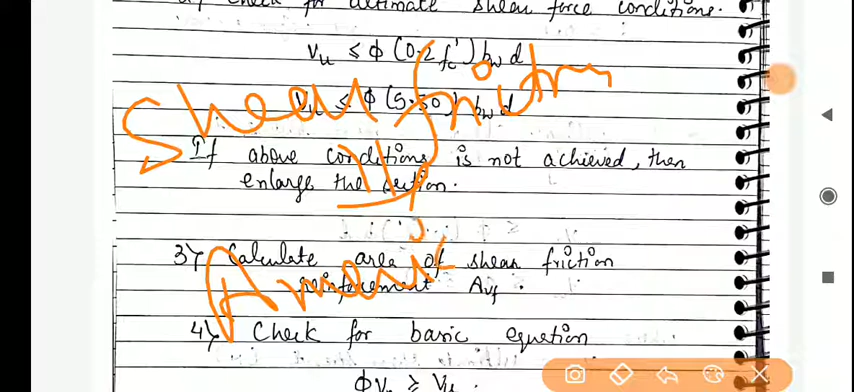 2) Check for ultimate shear force conditions.
Vu ≤ φ (0.2 fc') bw d
Vu ≤ φ (5.50) bw d
If above conditions is not achieved, then
enlarge the section.
3) Calculate area of shear friction
reinforcement Avf.
4) Check for basic equation
φVn ≥ Vu.
Shear